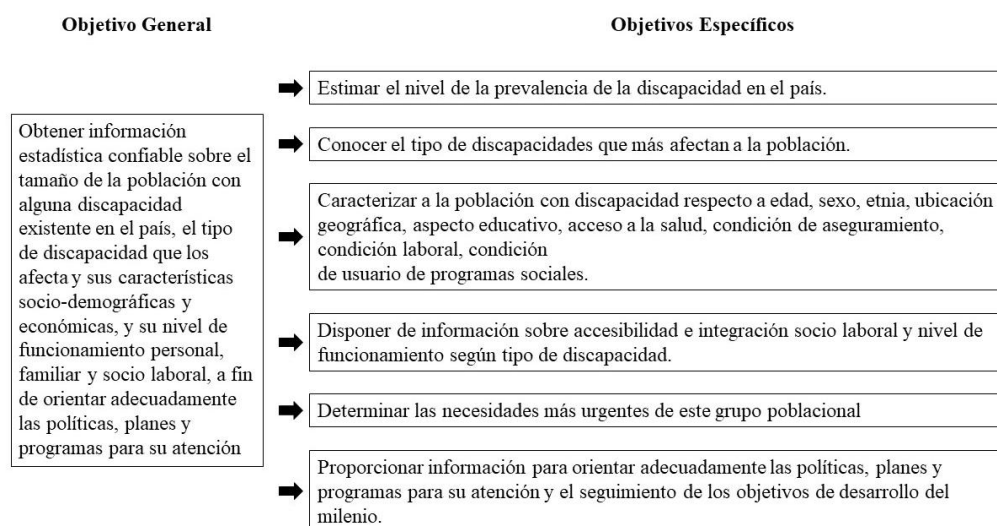 Objetivo General
Objetivos Específicos
Obtener información
estadística confiable sobre el
tamaño de la población con
alguna discapacidad
existente en el país, el tipo
de discapacidad que los
afecta y sus características
socio-demográficas y
económicas, y su nivel de
funcionamiento personal,
familiar y socio laboral, a fin
de orientar adecuadamente
las políticas, planes y
programas para su atención
Estimar el nivel de la prevalencia de la discapacidad en el país.
Conocer el tipo de discapacidades que más afectan a la población.
Caracterizar a la población con discapacidad respecto a edad, sexo, etnia, ubicación
geográfica, aspecto educativo, acceso a la salud, condición de aseguramiento,
condición laboral, condición
de usuario de programas sociales.
Disponer de información sobre accesibilidad e integración socio laboral y nivel de
funcionamiento según tipo de discapacidad.
Determinar las necesidades más urgentes de este grupo poblacional
Proporcionar información para orientar adecuadamente las políticas, planes y
programas para su atención y el seguimiento de los objetivos de desarrollo del
milenio.